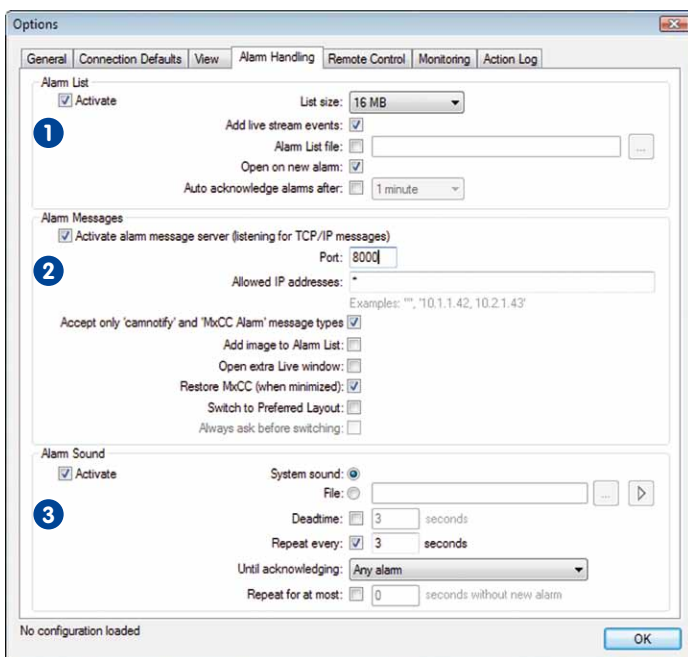 Options
General Connection Defaults View Alarm Handling Remote Control Monitoring Action Log
Alarm List
Activate List size: 16 MB
1
Add live stream events:
Alarm List file: ...
Open on new alarm:
Auto acknowledge alarms after: 1 minute
Alarm Messages
Activate alarm message server (listening for TCP/IP messages)
2
Port: 8000
Allowed IP addresses: *
Examples: "", '10.1.1.42, 10.2.1.43'
Accept only 'camnotify' and 'MxCC Alarm' message types
Add image to Alarm List:
Open extra Live window:
Restore MxCC (when minimized):
Switch to Preferred Layout:
Always ask before switching:
Alarm Sound
Activate System sound:
File: ...
3
Deadtime: 3 seconds
Repeat every: 3 seconds
Until acknowledging: Any alarm
Repeat for at most: 0 seconds without new alarm
No configuration loaded
OK